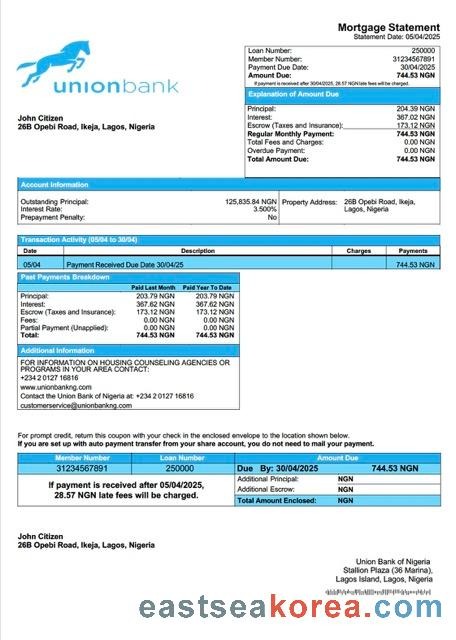 Mortgage Statement
Statement Date: 05/04/2025
unionbank
Loan Number: 250000
Member Number: 31234567891
Payment Due Date: 30/04/2025
Amount Due: 744.53 NGN
If payment is received after 30/04/2025, 28.57 NGN late fees will be charged.
John Citizen
26B Opebi Road, Ikeja, Lagos, Nigeria
Explanation of Amount Due
Principal: 204.39 NGN
Interest: 367.02 NGN
Escrow (Taxes and Insurance): 173.12 NGN
Regular Monthly Payment: 744.53 NGN
Total Fees and Charges: 0.00 NGN
Overdue Payment: 0.00 NGN
Total Amount Due: 744.53 NGN
Account Information
Outstanding Principal: 125,835.84 NGN
Interest Rate: 3.500%
Prepayment Penalty: No
Property Address: 26B Opebi Road, Ikeja,
Lagos, Nigeria
Transaction Activity (05/04 to 30/04)
Date Description Charges Payments
05/04 Payment Received Due Date 30/04/25 744.53 NGN
Past Payments Breakdown
Paid Last Month Paid Year To Date
Principal: 203.79 NGN 203.79 NGN
Interest: 367.62 NGN 367.62 NGN
Escrow (Taxes and Insurance): 173.12 NGN 173.12 NGN
Fees: 0.00 NGN 0.00 NGN
Partial Payment (Unapplied): 0.00 NGN 0.00 NGN
Total: 744.53 NGN 744.53 NGN
Additional Information
FOR INFORMATION ON HOUSING COUNSELING AGENCIES OR
PROGRAMS IN YOUR AREA CONTACT:
+234 2 0127 16816
www.unionbankng.com
Contact the Union Bank of Nigeria at: +234 2 0127 16816
customerservice@unionbankng.com
For prompt credit, return this coupon with your check in the enclosed envelope to the location shown below.
If you are set up with auto payment transfer from your share account, you do not need to mail your payment.
Member Number Loan Number Amount Due
31234567891 250000 Due By: 30/04/2025 744.53 NGN
If payment is received after 05/04/2025,
28.57 NGN late fees will be charged.
Additional Principal: NGN
Additional Escrow: NGN
Total Amount Enclosed: NGN
John Citizen
26B Opebi Road, Ikeja, Lagos, Nigeria
Union Bank of Nigeria
Stallion Plaza (36 Marina),
Lagos Island, Lagos, Nigeria
eastseakorea.com